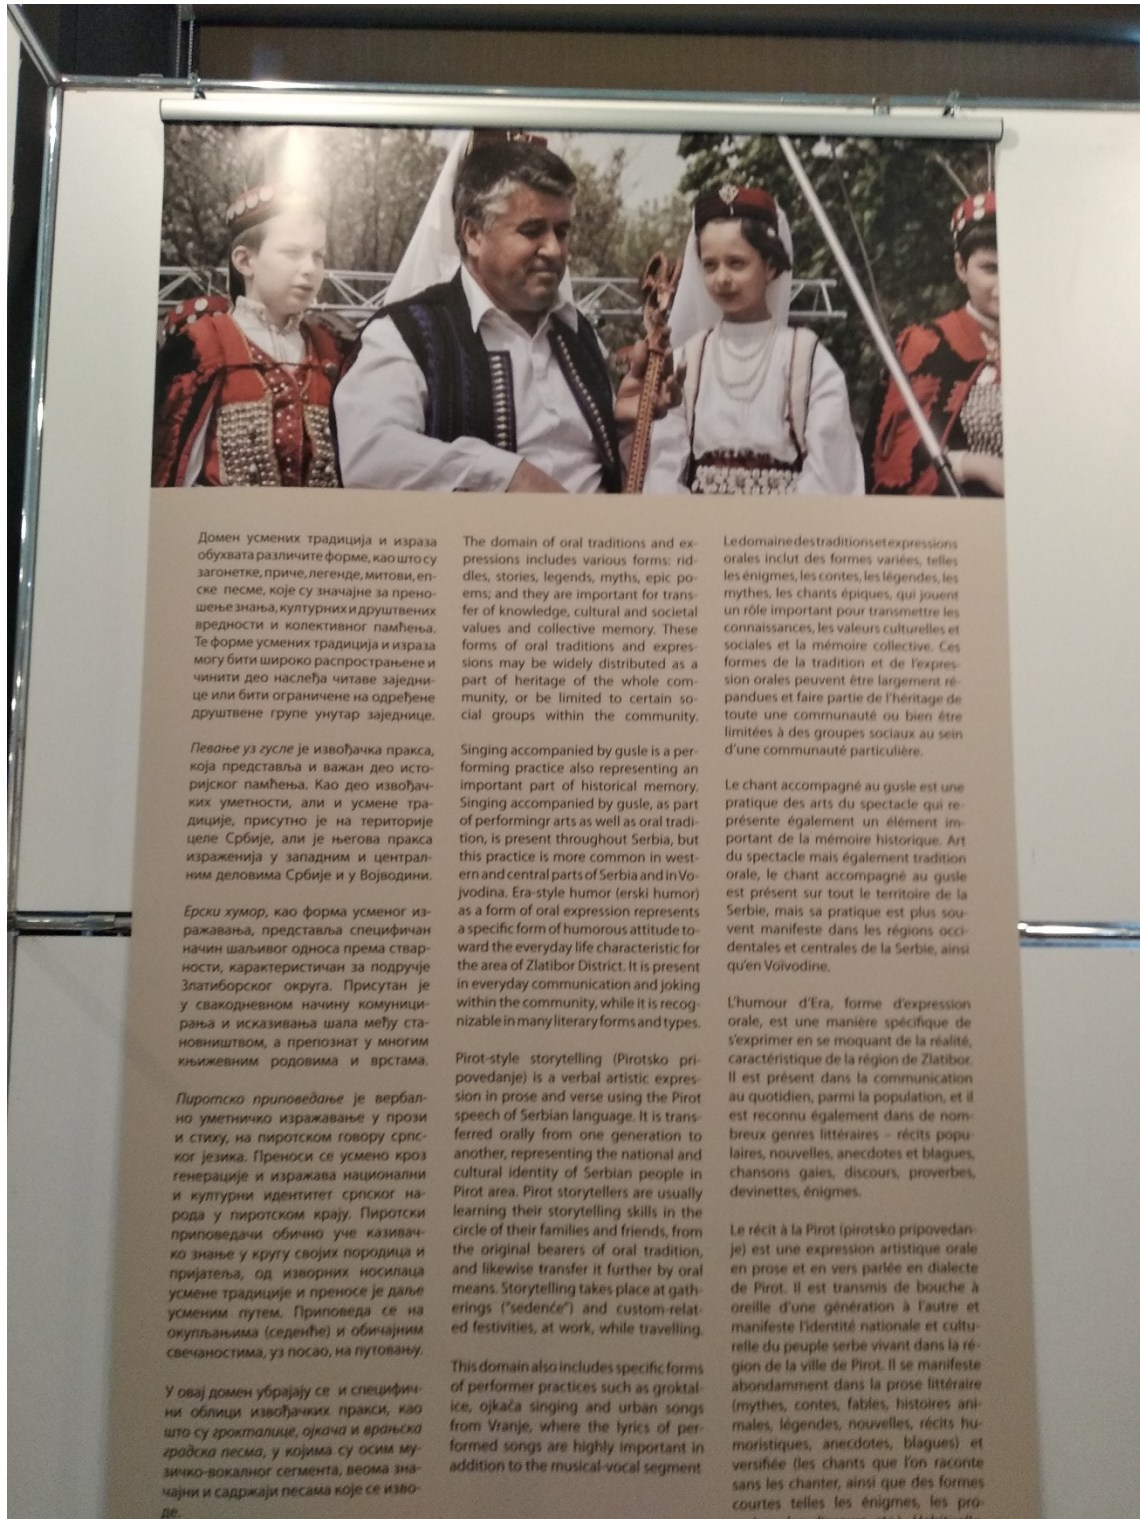 Домен усмених традиција и израза
обухвата различите форме, као што су
загонетке, приче, легенде, митови, еп-
ске песме, које су значајне за прено-
шење знања, културних и друштвених
вредности и колективног памћења.
Те форме усмених традиција и израза
могу бити широко распрострањене и
чинити део наслеђа читаве заједни-
це или бити ограничене на одређене
друштвене групе унутар заједнице.
Певање уз гусле је извођачка пракса,
која представља и важан део исто-
ријског памћења. Као део извођач-
ких уметности, али и усмене тра-
диције, присутно је на територије
целе Србије, али је његова пракса
израженија у западним и централ-
ним деловима Србије и у Војводини.
Ерски хумор, као форма усменог из-
ражавања, представља специфичан
начин шаљивог односа према ствар-
ности, карактеристичан за подручје
Златиборског округа. Присутан је
у свакодневном начину комуници-
рања и исказивања шала међу ста-
новништвом, а препознат у многим
књижевним родовима и врстама.
Пиротско приповедање је вербал-
но уметничко изражавање у прози
и стиху, на пиротском говору српс-
ког језика. Преноси се усмено кроз
генерације и изражава национални
и културни идентитет српског на-
рода у пиротском крају. Пиротски
приповедачи обично уче казивач-
ко знање у кругу својих породица и
пријатеља, од изворних носилаца
усмене традиције и преносе је даље
усменим путем. Приповеда се на
окупљањима (седенће) и обичајним
свечаностима, уз посао, на путовању.
У овај домен убрајају се и специфич-
ни облици извођачких пракси, као
што су грокталице, ојкача и врањска
градска песма, у којима су осим му-
зичко-вокалног сегмента, веома зна-
чајни и садржаји песама које се изво-
де.
The domain of oral traditions and ex-
pressions includes various forms: rid-
dles, stories, legends, myths, epic po-
ems; and they are important for trans-
fer of knowledge, cultural and societal
values and collective memory. These
forms of oral traditions and expres-
sions may be widely distributed as a
part of heritage of the whole com-
munity, or be limited to certain so-
cial groups within the community.
Singing accompanied by gusle is a per-
forming practice also representing an
important part of historical memory.
Singing accompanied by gusle, as part
of performingr arts as well as oral tradi-
tion, is present throughout Serbia, but
this practice is more common in west-
ern and central parts of Serbia and in Vo-
jvodina. Era-style humor (erski humor)
as a form of oral expression represents
a specific form of humorous attitude to-
ward the everyday life characteristic for
the area of Zlatibor District. It is present
in everyday communication and joking
within the community, while it is recog-
nizable in many literary forms and types.
Pirot-style storytelling (Pirotsko pri-
povedanje) is a verbal artistic expres-
sion in prose and verse using the Pirot
speech of Serbian language. It is trans-
ferred orally from one generation to
another, representing the national and
cultural identity of Serbian people in
Pirot area. Pirot storytellers are usually
learning their storytelling skills in the
circle of their families and friends, from
the original bearers of oral tradition,
and likewise transfer it further by oral
means. Storytelling takes place at gath-
erings ("sedenće") and custom-relat-
ed festivities, at work, while travelling.
This domain also includes specific forms
of performer practices such as groktal-
ice, ojkača singing and urban songs
from Vranje, where the lyrics of per-
formed songs are highly important in
addition to the musical-vocal segment
Le domaine des traditions et expressions
orales inclut des formes variées, telles
les énigmes, les contes, les légendes, les
mythes, les chants épiques, qui jouent
un rôle important pour transmettre les
connaissances, les valeurs culturelles et
sociales et la mémoire collective. Ces
formes de la tradition et de l'expres-
sion orales peuvent être largement ré-
pandues et faire partie de l'héritage de
toute une communauté ou bien être
limitées à des groupes sociaux au sein
d'une communauté particulière.
Le chant accompagné au gusle est une
pratique des arts du spectacle qui re-
présente également un élément im-
portant de la mémoire historique. Art
du spectacle mais également tradition
orale, le chant accompagné au gusle
est présent sur tout le territoire de la
Serbie, mais sa pratique est plus sou-
vent manifeste dans les régions occi-
dentales et centrales de la Serbie, ainsi
qu'en Voïvodine.
L'humour d'Era, forme d'expression
orale, est une manière spécifique de
s'exprimer en se moquant de la réalité,
caractéristique de la région de Zlatibor.
Il est présent dans la communication
au quotidien, parmi la population, et il
est reconnu également dans de nom-
breux genres littéraires – récits popu-
laires, nouvelles, anecdotes et blagues,
chansons gaies, discours, proverbes,
devinettes, énigmes.
Le récit à la Pirot (pirotsko pripovedan-
je) est une expression artistique orale
en prose et en vers parlée en dialecte
de Pirot. Il est transmis de bouche à
oreille d'une génération à l'autre et
manifeste l'identité nationale et cultu-
relle du peuple serbe vivant dans la ré-
gion de la ville de Pirot. Il se manifeste
abondamment dans la prose littéraire
(mythes, contes, fables, histoires ani-
males, légendes, nouvelles, récits hu-
moristiques, anecdotes, blagues) et
versifiée (les chants que l'on raconte
sans les chanter, ainsi que des formes
courtes telles les énigmes, les pro-